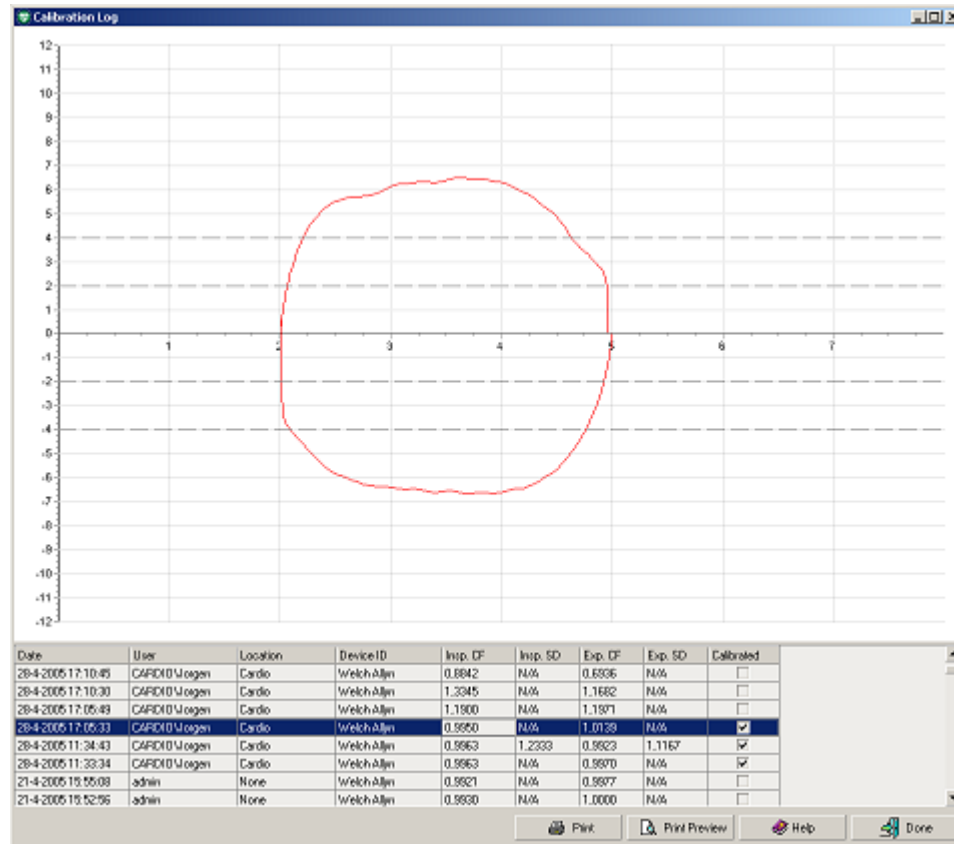 Calibration Log
12
11
10
9
8
7
6
5
4
3
2
1
0
1 2 3 4 5 6 7
-1
-2
-3
-4
-5
-6
-7
-8
-9
-10
-11
-12
Date User Location Device ID Insp. CF Insp. SD Exp. CF Exp. SD Calibrated
28-4-2005 17:10:45 CARDIO\Jorgen Cardio Welch Allyn 0.8842 N/A 0.6936 N/A
28-4-2005 17:10:30 CARDIO\Jorgen Cardio Welch Allyn 1.3345 N/A 1.1682 N/A
28-4-2005 17:05:49 CARDIO\Jorgen Cardio Welch Allyn 1.1900 N/A 1.1971 N/A
28-4-2005 17:05:33 CARDIO\Jorgen Cardio Welch Allyn 0.9950 N/A 1.0139 N/A
28-4-2005 11:34:43 CARDIO\Jorgen Cardio Welch Allyn 0.9963 1.2333 0.9923 1.1167
28-4-2005 11:33:34 CARDIO\Jorgen Cardio Welch Allyn 0.9963 N/A 0.9970 N/A
21-4-2005 15:55:08 admin None Welch Allyn 0.9921 N/A 0.9977 N/A
21-4-2005 15:52:56 admin None Welch Allyn 0.9930 N/A 1.0000 N/A
Print Print Preview Help Done